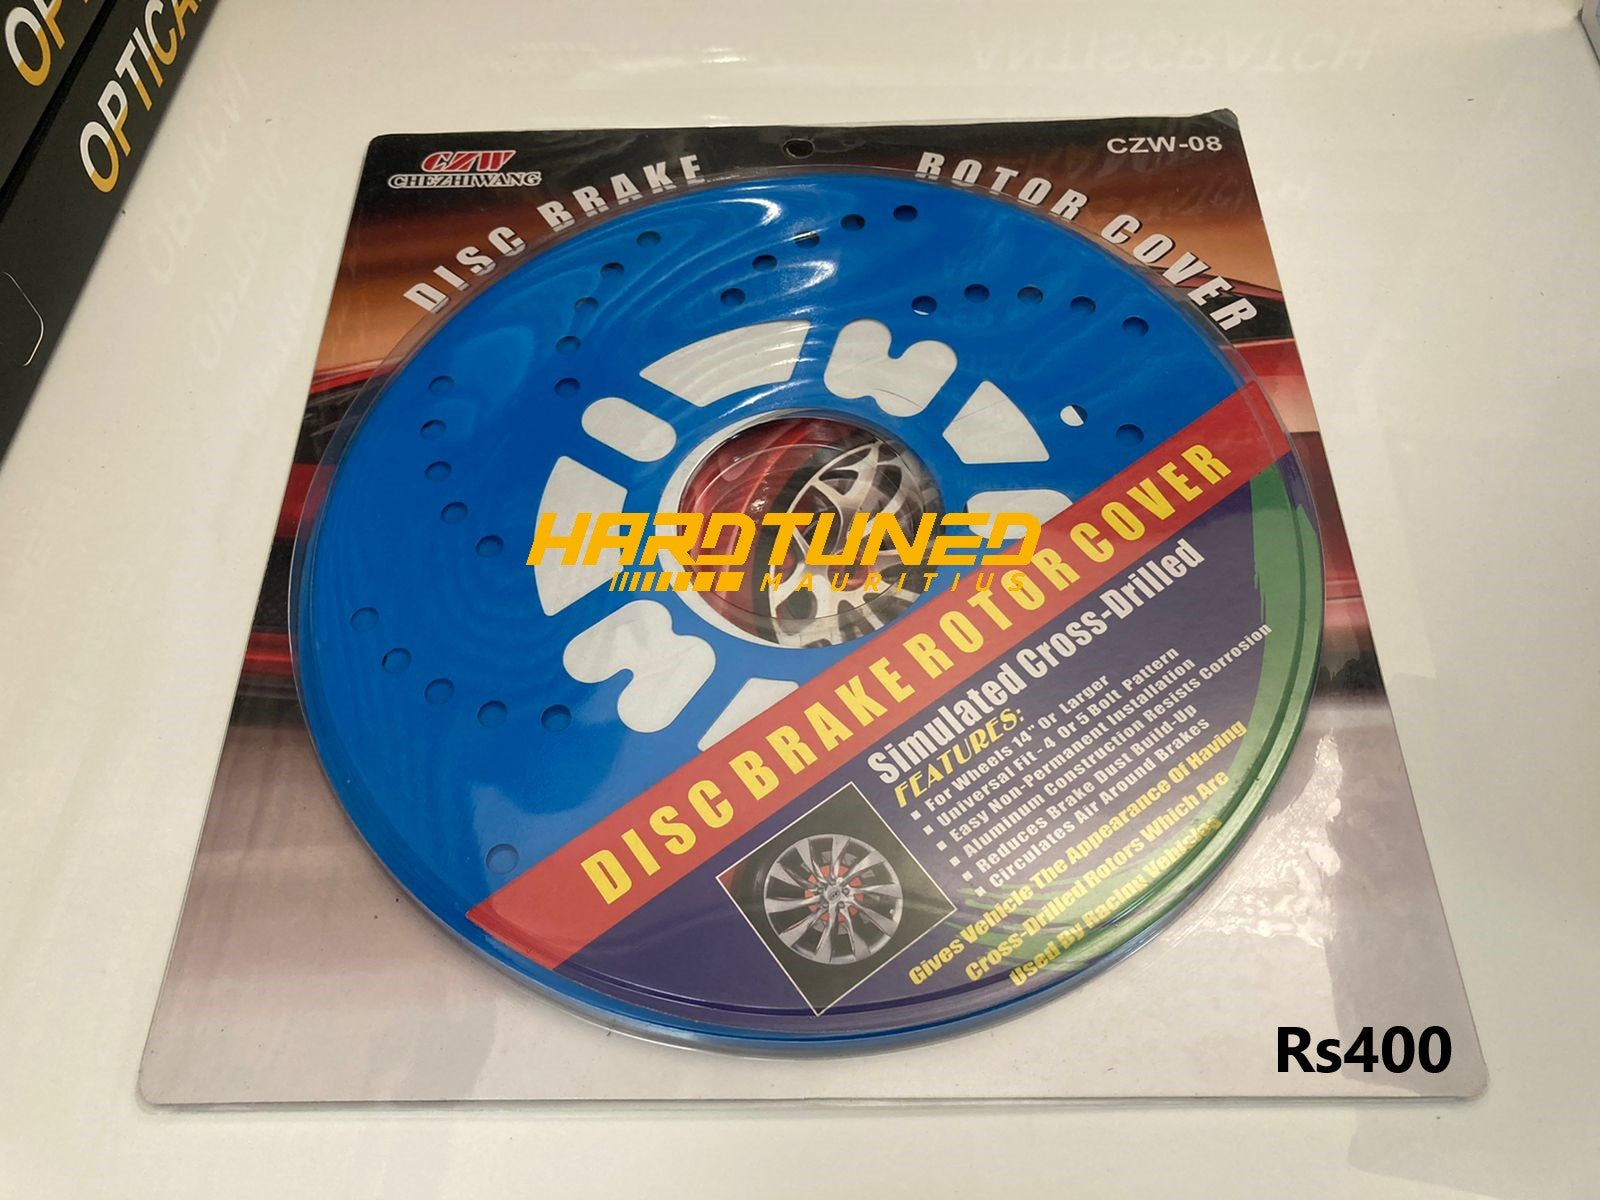 OPTICAL
CZW
CHEZHIWANG
CZW-08
DISC BRAKE ROTOR COVER
HARDTUNED
MAURITIUS
DISC BRAKE ROTOR COVER
Simulated Cross-Drilled
FEATURES:
For Wheels 14" Or Larger
Universal Fit - 4 Or 5 Bolt Pattern
Easy Non-Permanent Installation
Aluminum Construction Resists Corrosion
Reduces Brake Dust Build-Up
Circulates Air Around Brakes
Gives Vehicle The Appearance Of Having
Cross-Drilled Rotors Which Are
Used By Racing Vehicles
Rs400